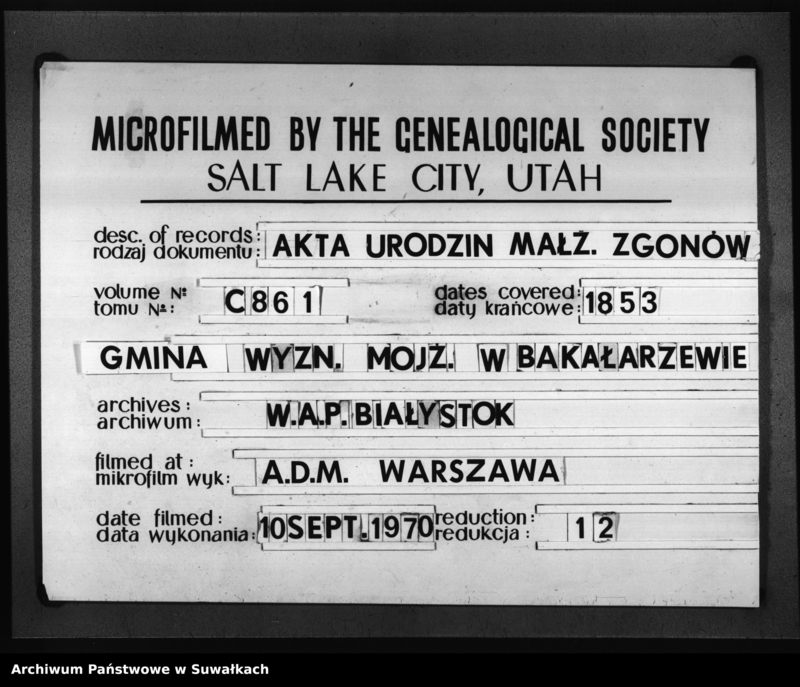 MICROFILMED BY THE GENEALOGICAL SOCIETY
SALT LAKE CITY, UTAH
desc. of records: AKTA URODZIN MAŁŻ. ZGONÓW
rodzaj dokumentu:
volume №: C861 dates covered: 1853
tomu №: daty krańcowe:
GMINA WYZN. MOJŻ. W BAKAŁARZEWIE
archives: W.A.P. BIAŁYSTOK
archiwum:
filmed at: A.D.M. WARSZAWA
mikrofilm wyk:
date filmed: 10 SEPT. 1970 reduction: 12
data wykonania: redukcja:
Archiwum Państwowe w Suwałkach